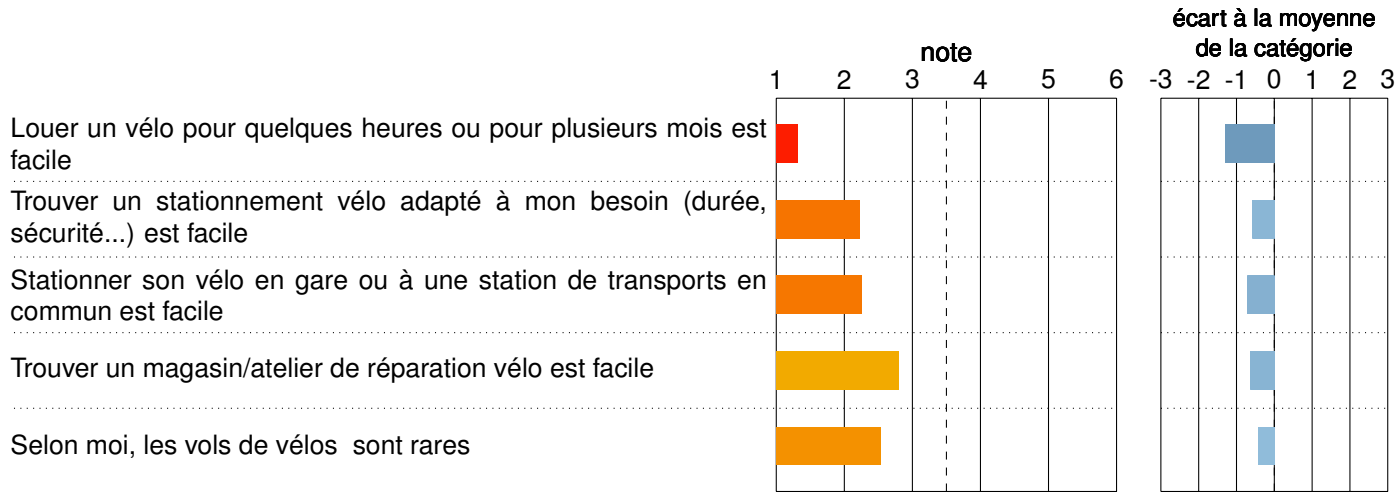 écart à la moyenne
note de la catégorie
1 2 3 4 5 6 -3 -2 -1 0 1 2 3
Louer un vélo pour quelques heures ou pour plusieurs mois est
facile
Trouver un stationnement vélo adapté à mon besoin (durée,
sécurité...) est facile
Stationner son vélo en gare ou à une station de transports en
commun est facile
Trouver un magasin/atelier de réparation vélo est facile
Selon moi, les vols de vélos sont rares